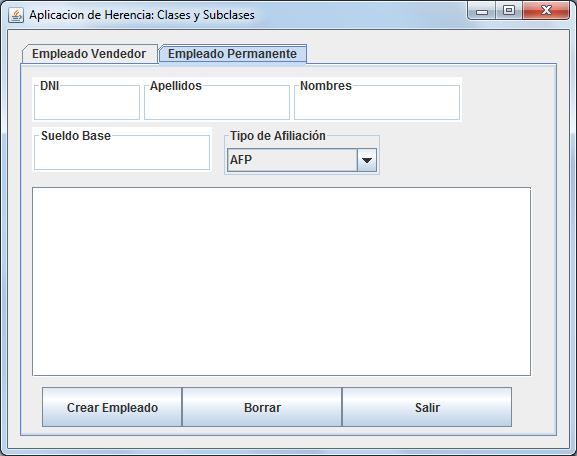 Aplicacion de Herencia: Clases y Subclases
Empleado Vendedor Empleado Permanente
DNI Apellidos Nombres
Sueldo Base Tipo de Afiliación
AFP
Crear Empleado Borrar Salir